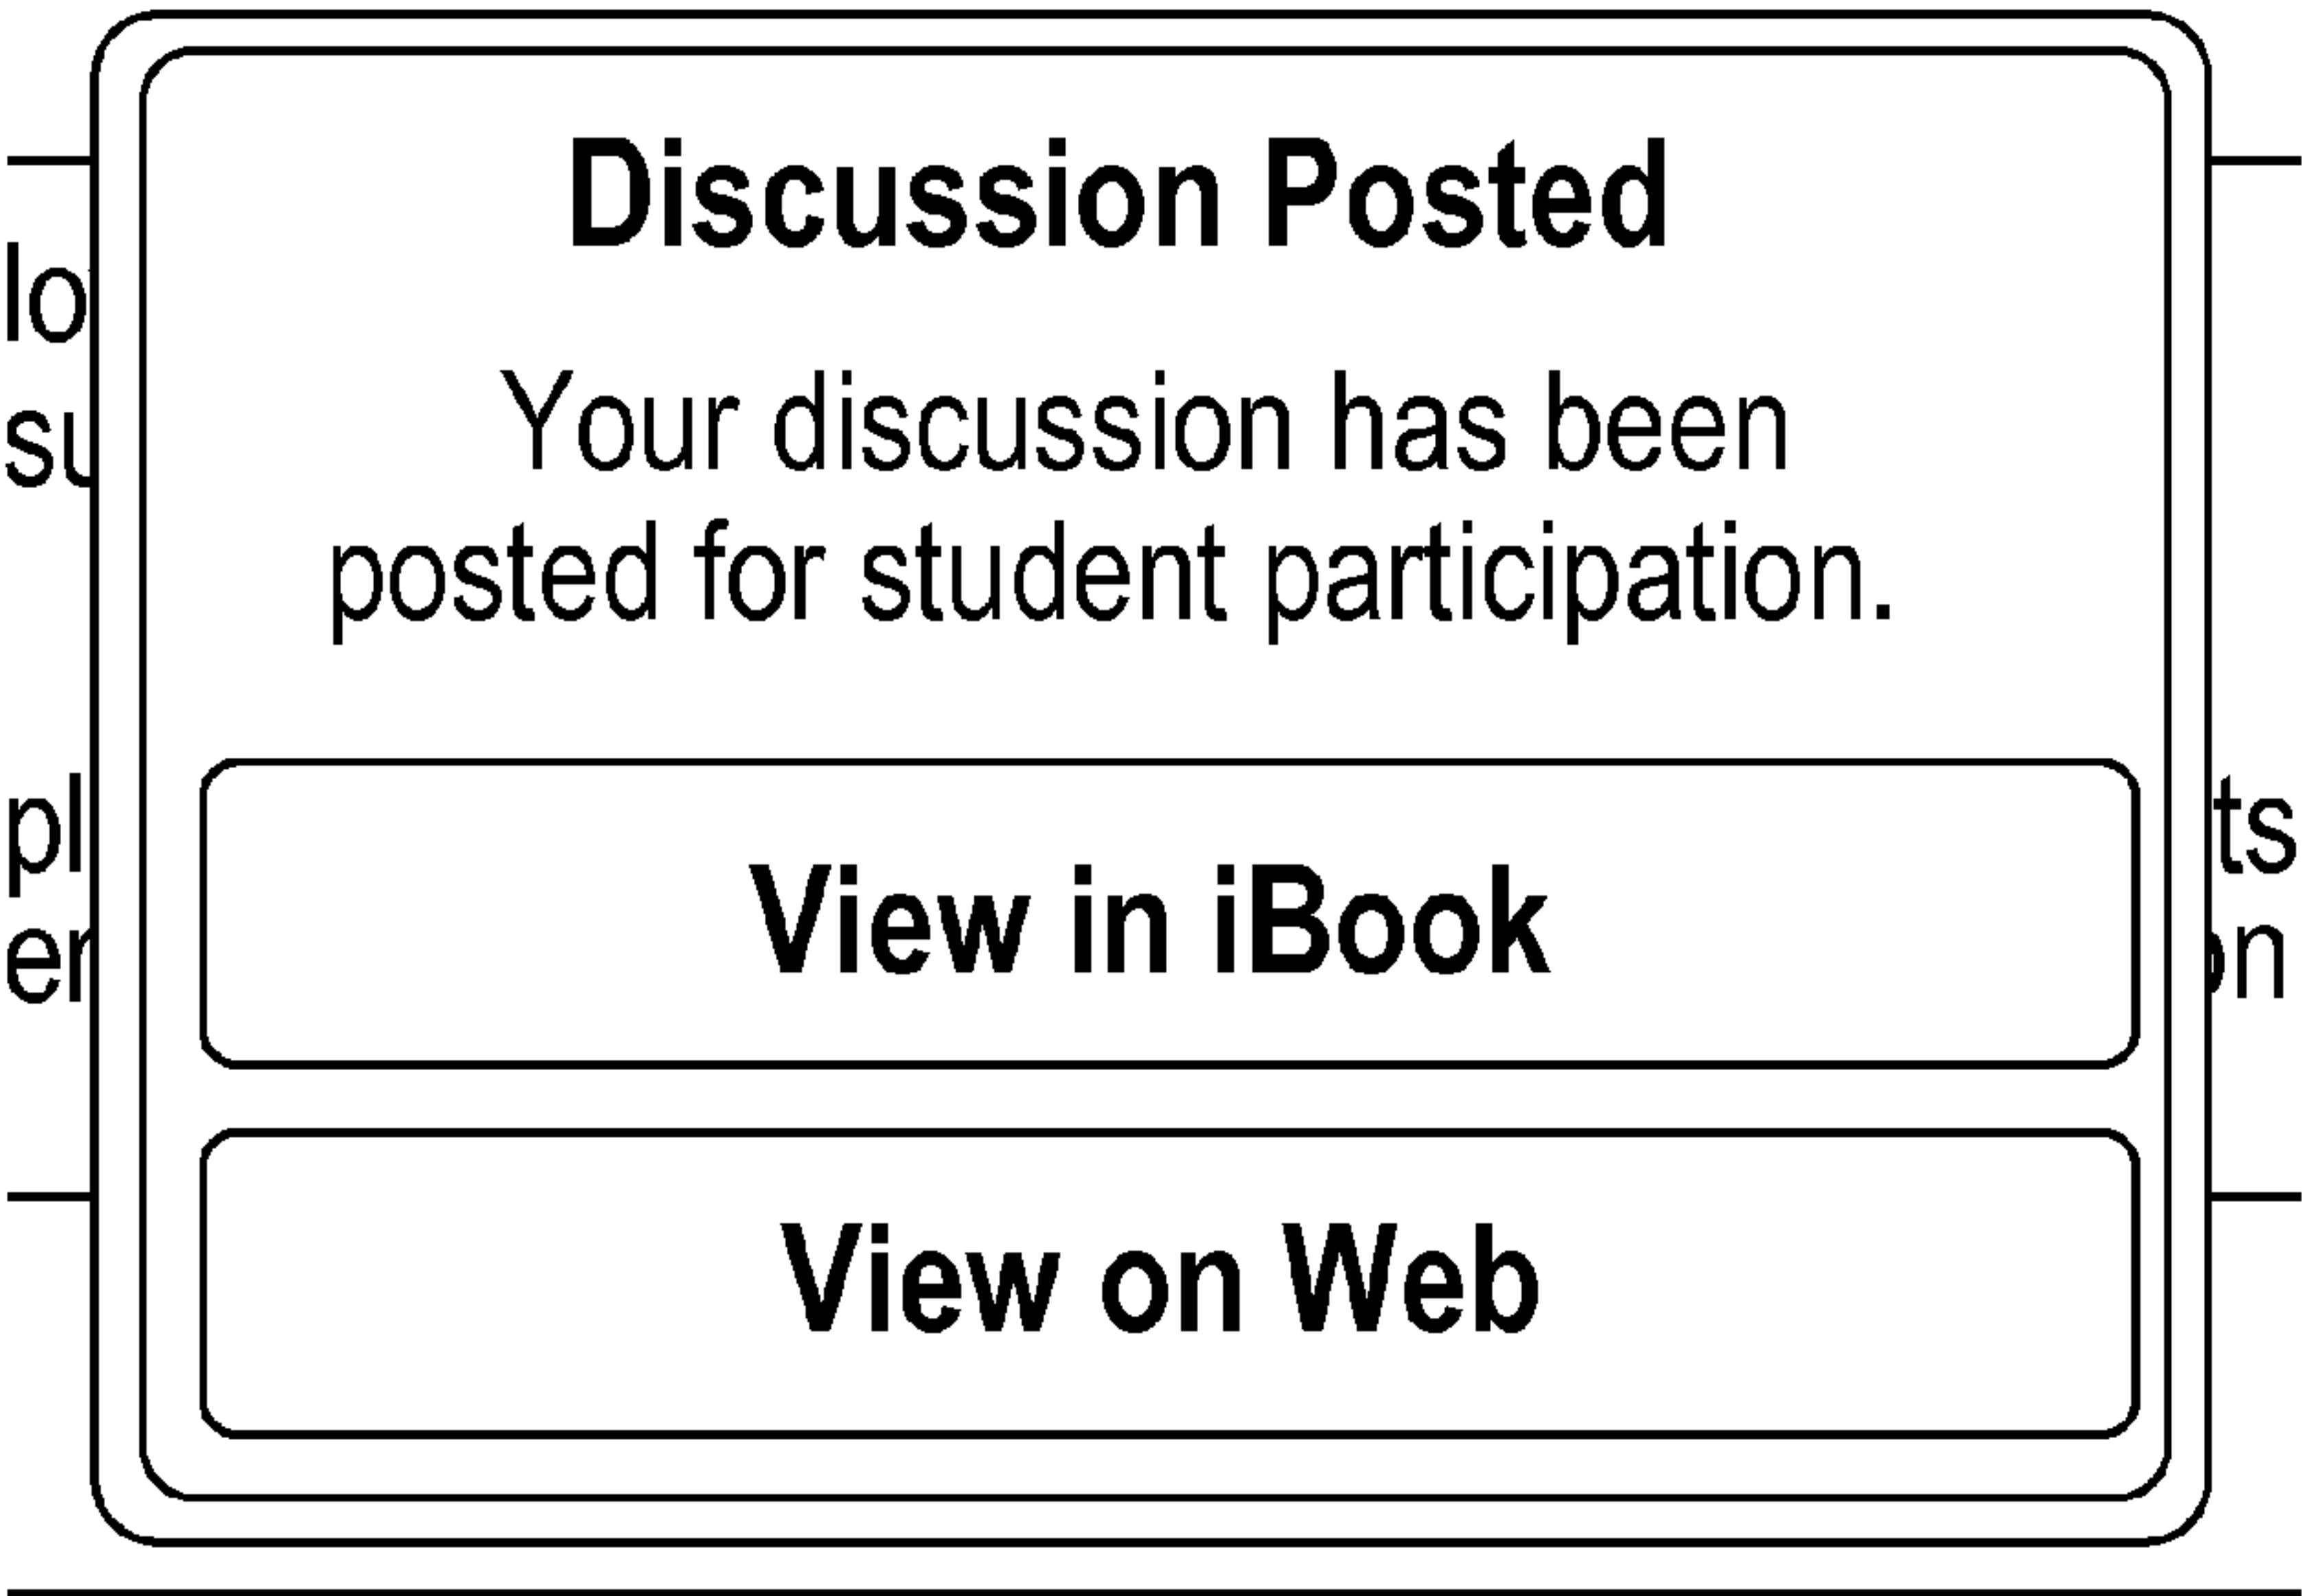 Discussion Posted
Your discussion has been
posted for student participation.
View in iBook
View on Web